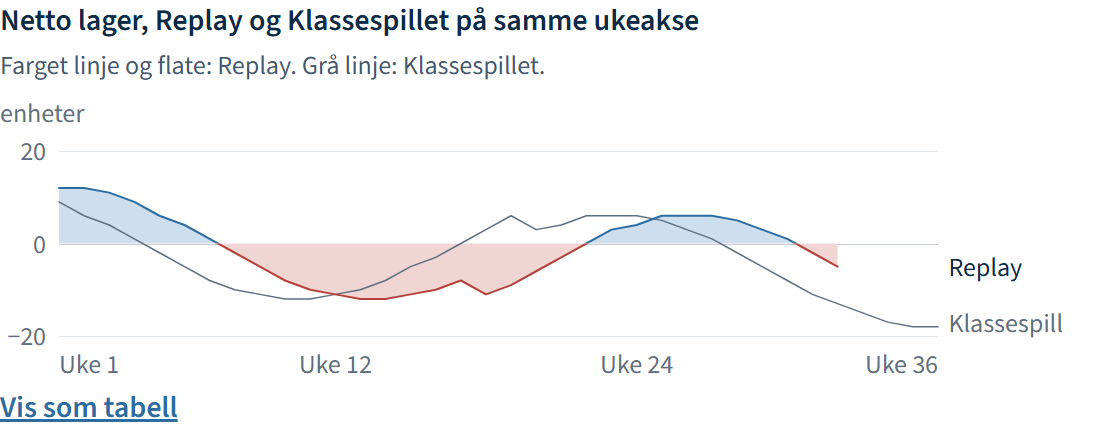 Netto lager, Replay og Klassespillet på samme ukeakse
Farget linje og flate: Replay. Grå linje: Klassespillet.
enheter
20
0
−20
Replay
Klassespill
Uke 1
Uke 12
Uke 24
Uke 36
Vis som tabell